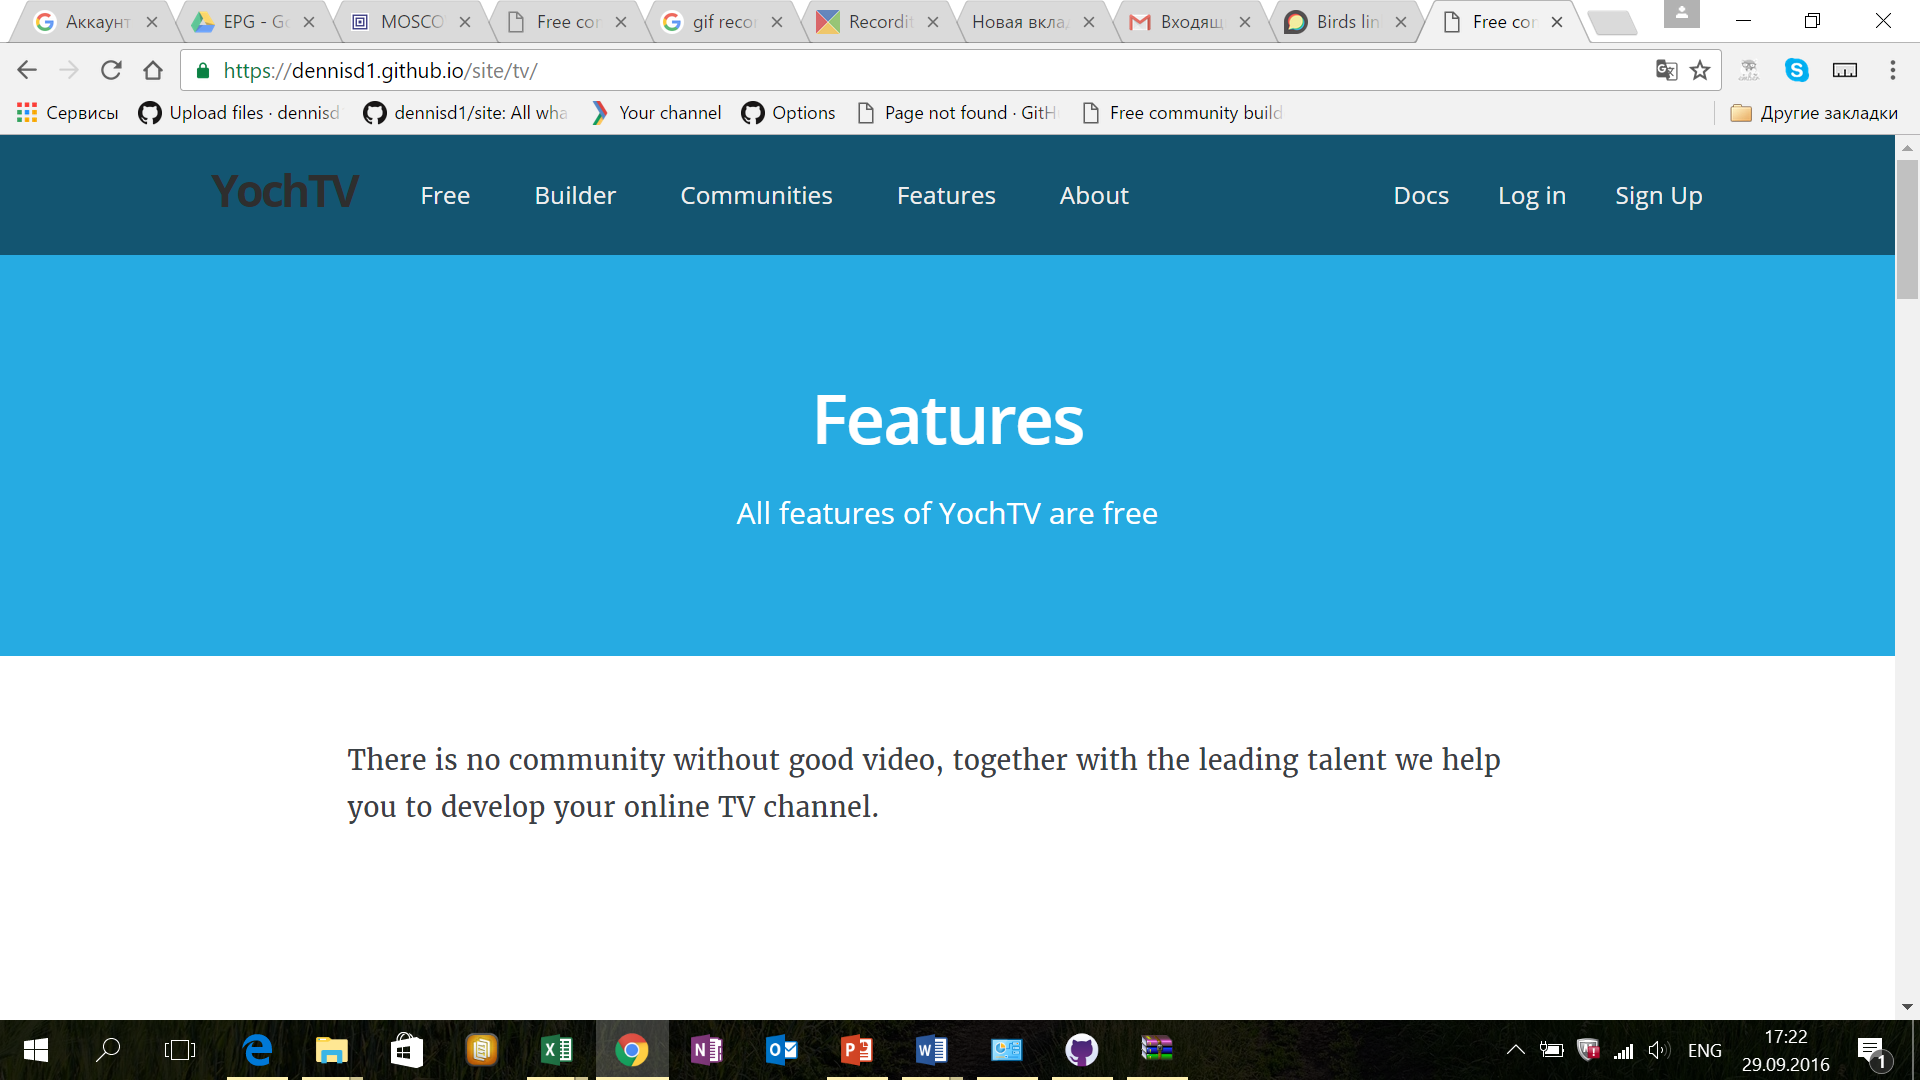 Аккаунт
EPG - Go
MOSCO
Free cor
gif reco
Recordit
Новая вкла
Входящ
Birds lin
Free cor
https://dennisd1.github.io/site/tv/
Сервисы
Upload files · dennisd
dennisd1/site: All wha
Your channel
Options
Page not found · GitH
Free community build
Другие закладки
YochTV
Free
Builder
Communities
Features
About
Docs
Log in
Sign Up
Features
All features of YochTV are free
There is no community without good video, together with the leading talent we help
you to develop your online TV channel.
ENG
17:22
29.09.2016
1